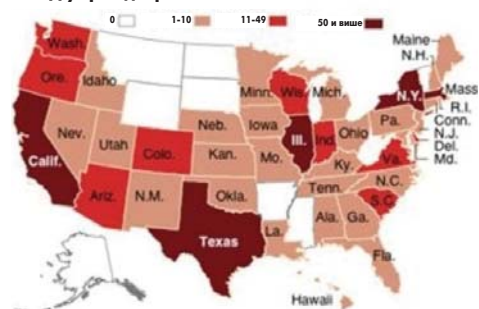 0 1-10 11-49 50 и више
Wash.
Maine
N.H.
Ore.
Idaho
Minn.
Wis.
Mich.
N.Y.
Mass
R.I.
Conn.
N.J.
Del.
Md.
Nev.
Utah
Colo.
Neb.
Iowa
Ill.
Ind.
Ohio
Pa.
Calif.
Kan.
Mo.
Ky.
Va.
Ariz.
N.M.
Okla.
Tenn.
N.C.
S.C.
Texas
La.
Ala.
Ga.
Fla.
Hawaii